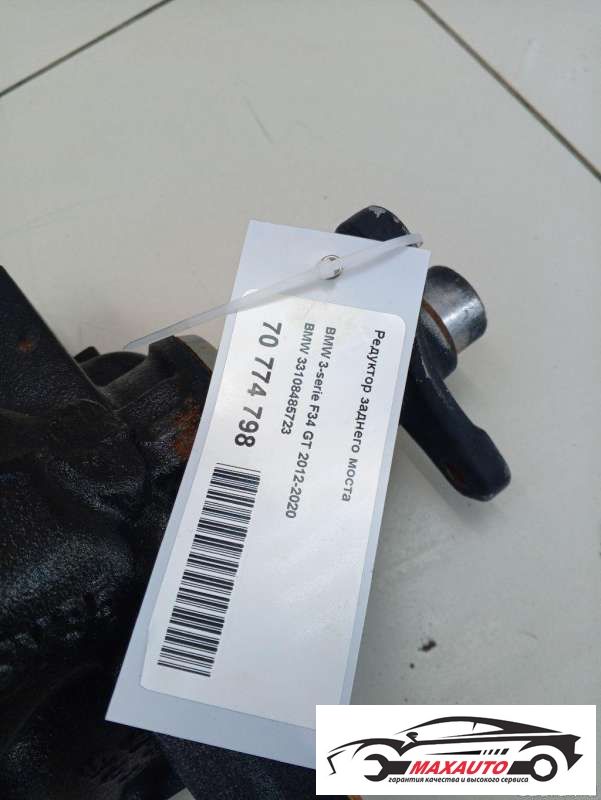 Редуктор заднего моста
BMW 3-serie F34 GT 2012-2020
BMW 33108485723
70 774 798
MAXAUTO
гарантия качества и высокого сервиса